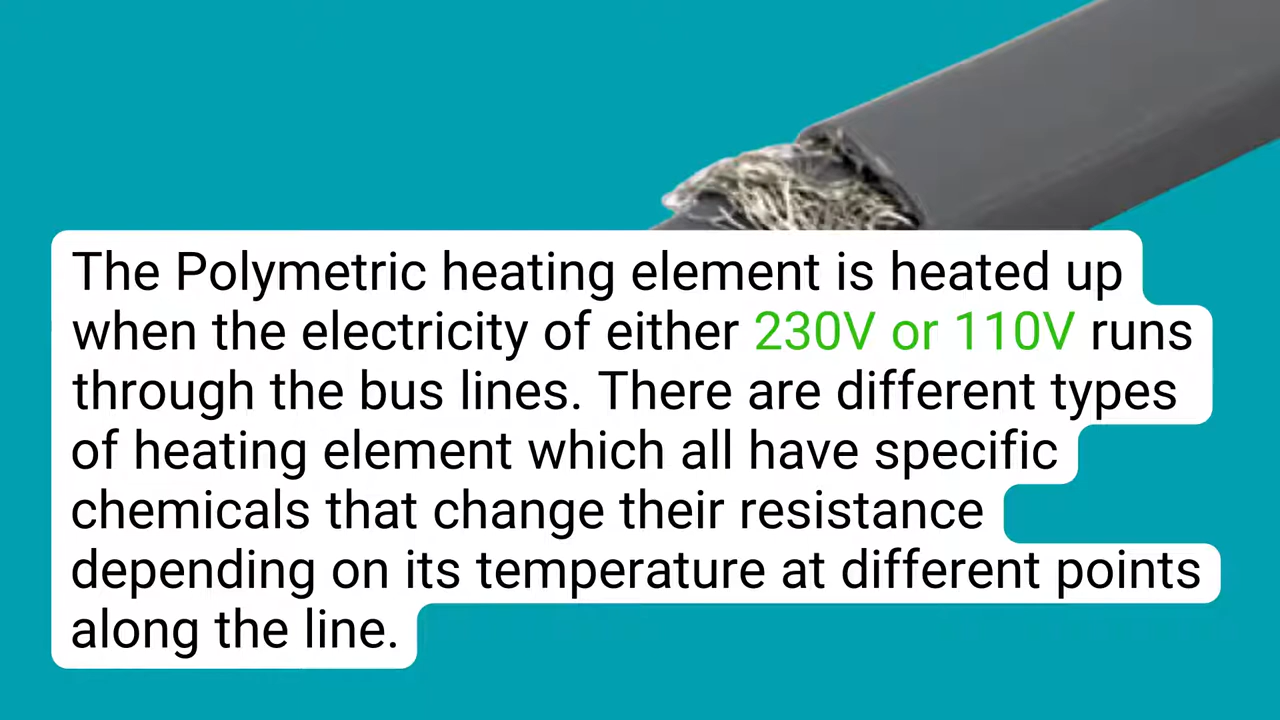 The Polymetric heating element is heated up
when the electricity of either 230V or 110V runs
through the bus lines. There are different types
of heating element which all have specific
chemicals that change their resistance
depending on its temperature at different points
along the line.